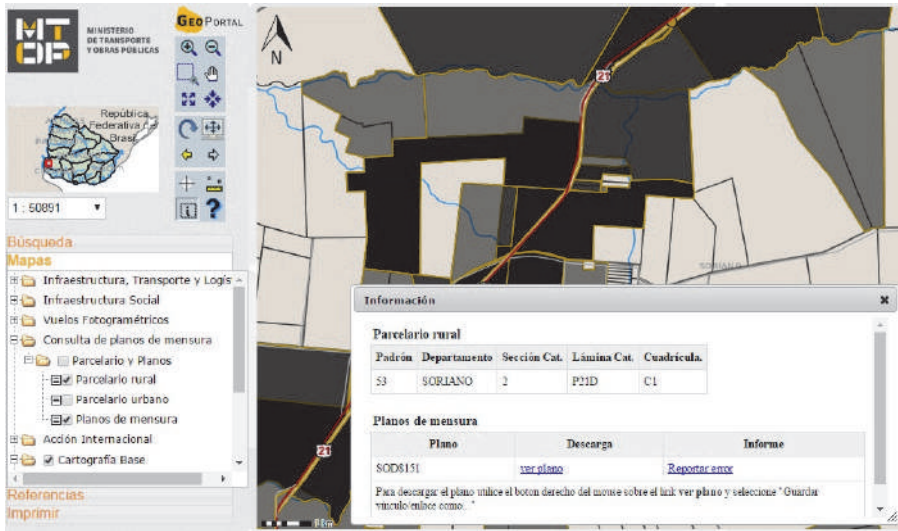 MTOP
MINISTERIO
DE TRANSPORTE
Y OBRAS PÚBLICAS
GEOPORTAL
República
Federativa d
Brasi
1 : 50891
Búsqueda
Mapas
Infraestructura, Transporte y Logís
Infraestructura Social
Vuelos Fotogramétricos
Consulta de planos de mensura
Parcelario y Planos
Parcelario rural
Parcelario urbano
Planos de mensura
Acción Internacional
Cartografía Base
Referencias
Imprimir
N
21
SORIANO
21
Información
Parcelario rural
Padrón Departamento Sección Cat. Lámina Cat. Cuadrícula.
53 SORIANO 2 P21D C1
Planos de mensura
Plano Descarga Informe
SODS151 ver plano Reportar error
Para descargar el plano utilice el boton derecho del mouse sobre el link ver plano y seleccione "Guardar
vínculo/enlace como..."